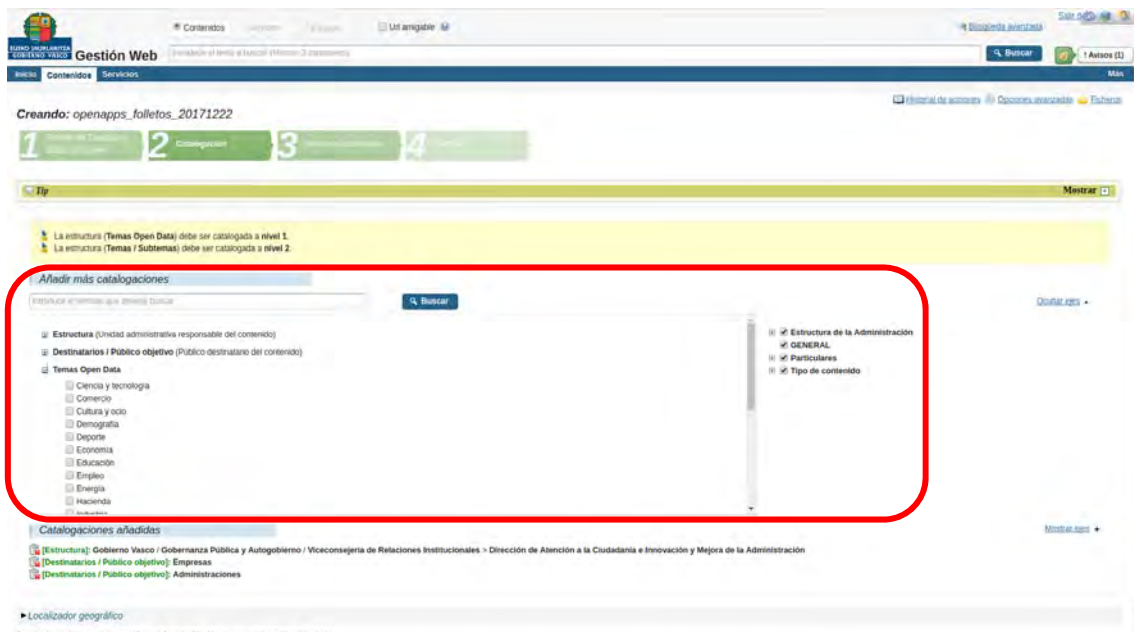 Contenidos
Url amigable
Búsqueda avanzada
EUSKO JAURLARITZA
GOBIERNO VASCO
Gestión Web
Buscar
! Avisos (1)
Inicio Contenidos Servicios Más
Historial de acciones Opciones avanzadas Ficheros
Creando: openapps_folletos_20171222
1
2 Catalogación
3
4
Tip Mostrar
La estructura (Temas Open Data) debe ser catalogada a nivel 1.
La estructura (Temas / Subtemas) debe ser catalogada a nivel 2.
Añadir más catalogaciones
Buscar
Ocultar ejes
Estructura (Unidad administrativa responsable del contenido)
Destinatarios / Público objetivo (Público destinatario del contenido)
Temas Open Data
Ciencia y tecnología
Comercio
Cultura y ocio
Demografía
Deporte
Economía
Educación
Empleo
Energía
Hacienda
Industria
Estructura de la Administración
GENERAL
Particulares
Tipo de contenido
Catalogaciones añadidas
Mostrar ejes +
[Estructura]: Gobierno Vasco / Gobernanza Pública y Autogobierno / Viceconsejería de Relaciones Institucionales > Dirección de Atención a la Ciudadanía e Innovación y Mejora de la Administración
[Destinatarios / Público objetivo]: Empresas
[Destinatarios / Público objetivo]: Administraciones
Localizador geográfico